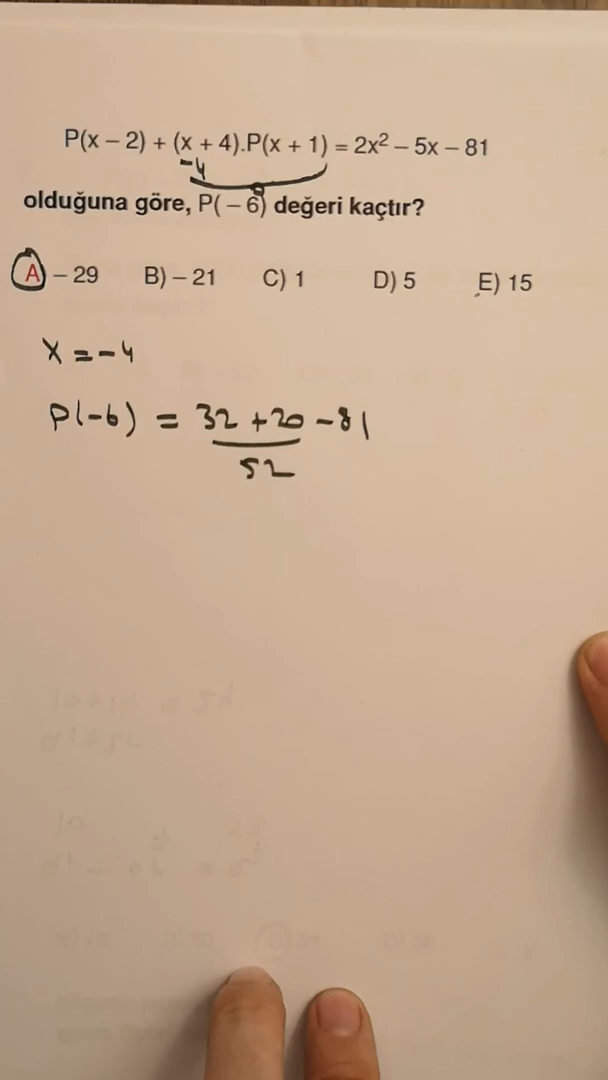 P(x – 2) + (x + 4).P(x + 1) = 2x² – 5x – 81
-4
0
olduğuna göre, P( – 6) değeri kaçtır?
A – 29 B) – 21 C) 1 D) 5 E) 15
x = -4
P(-6) = 32 + 20 - 81
52